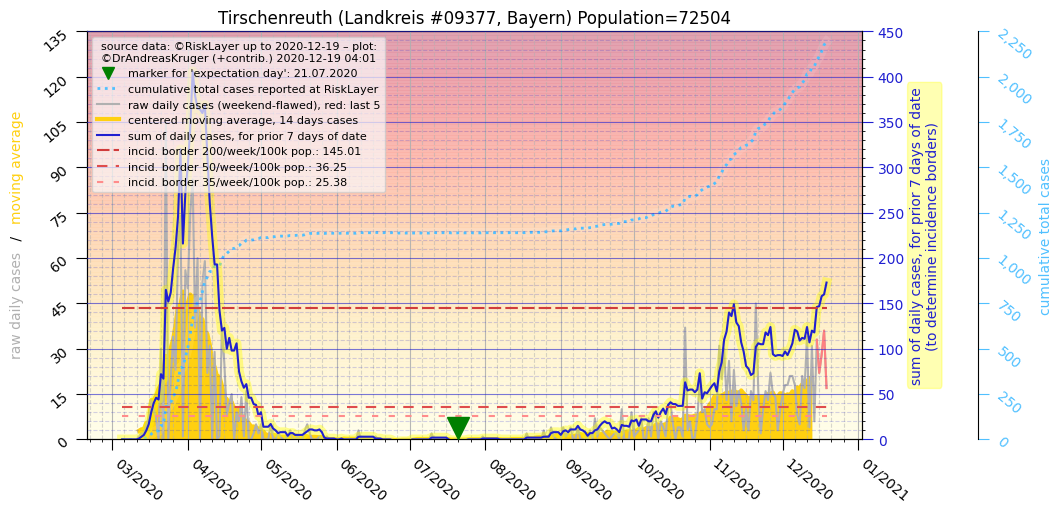 Tirschenreuth (Landkreis #09377, Bayern) Population=72504
source data: ©RiskLayer up to 2020-12-19 – plot:
©DrAndreasKruger (+contrib.) 2020-12-19 04:01
marker for 'expectation day': 21.07.2020
cumulative total cases reported at RiskLayer
raw daily cases (weekend-flawed), red: last 5
centered moving average, 14 days cases
sum of daily cases, for prior 7 days of date
incid. border 200/week/100k pop.: 145.01
incid. border 50/week/100k pop.: 36.25
incid. border 35/week/100k pop.: 25.38
raw daily cases / moving average
135
120
105
90
75
60
45
30
15
0
03/2020
04/2020
05/2020
06/2020
07/2020
08/2020
09/2020
10/2020
11/2020
12/2020
01/2021
450
400
350
300
250
200
150
100
50
0
sum of daily cases, for prior 7 days of date
(to determine incidence borders)
2,250
2,000
1,750
1,500
1,250
1,000
750
500
250
0
cumulative total cases